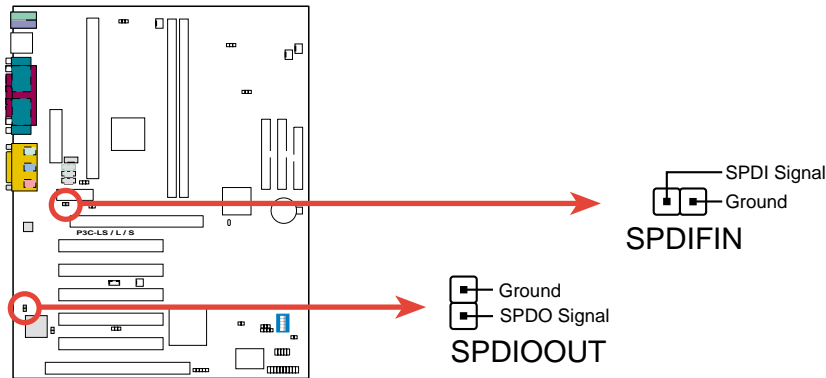 SPDI Signal
Ground
SPDIFIN
P3C-LS / L / S
Ground
SPDO Signal
SPDIOOUT